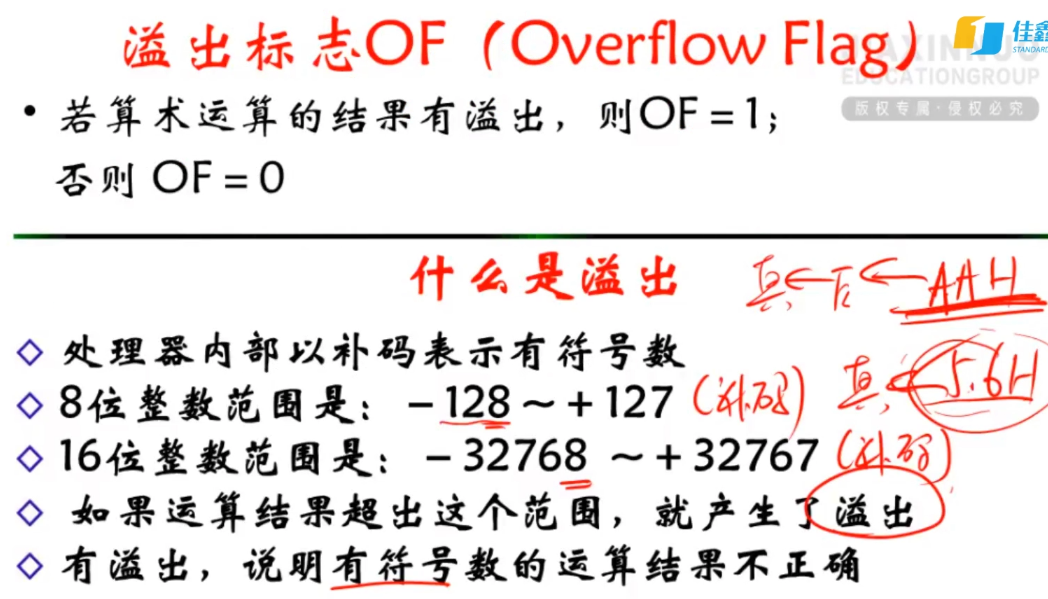 溢出标志OF（Overflow Flag）
佳鑫
STANDARD
EDUCATIONGROUP
版权专属·侵权必究
• 若算术运算的结果有溢出，则OF = 1；
否则 OF = 0
什么是溢出
真 ← 后 ← AAH
◇ 处理器内部以补码表示有符号数
真 ← 5.6H
◇ 8位整数范围是：－128 ～＋127 (补码)
◇ 16位整数范围是：－32768 ～＋32767 (补码)
◇ 如果运算结果超出这个范围，就产生了溢出
◇ 有溢出，说明有符号数的运算结果不正确